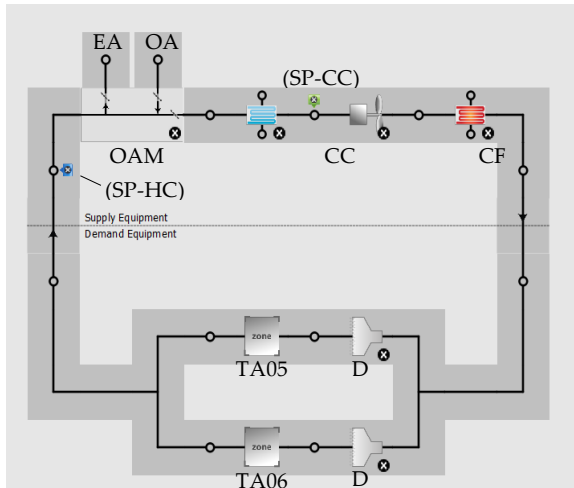 EA OA
(SP-CC)
OAM CC CF
(SP-HC)
Supply Equipment
Demand Equipment
zone
TA05 D
zone
TA06 D